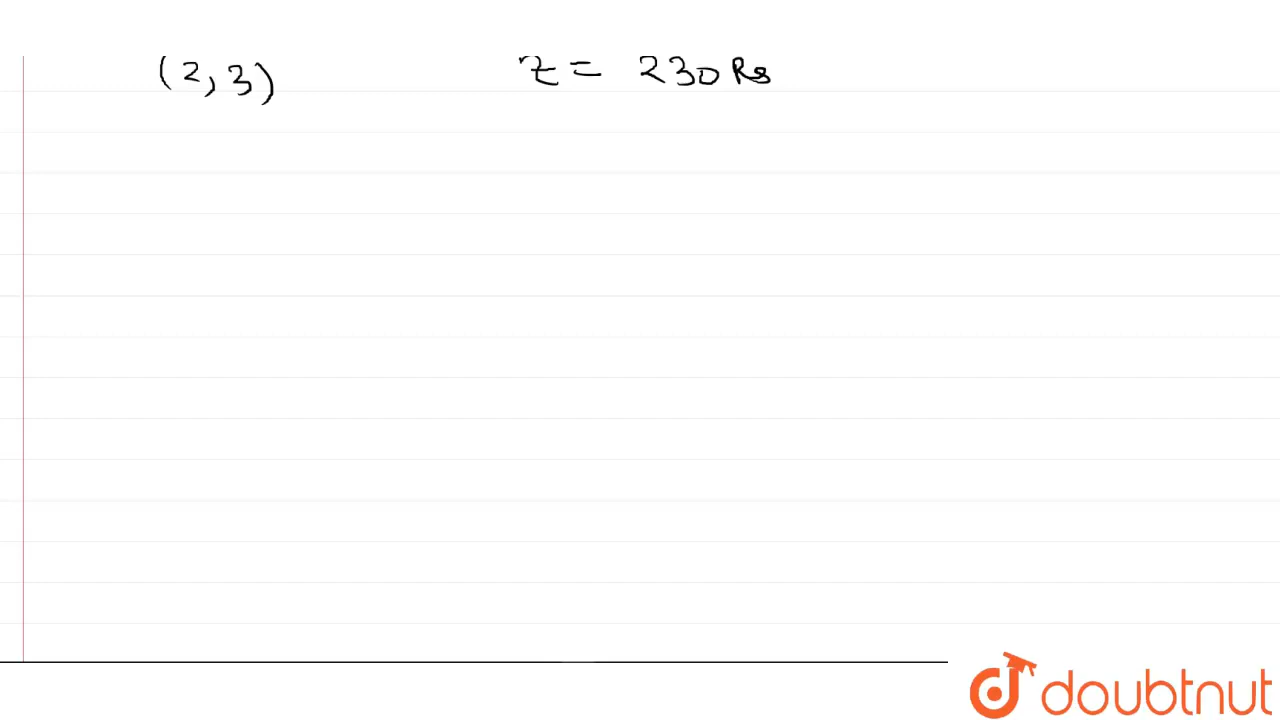 (2, 3) z = 230 Rs
doubtnut